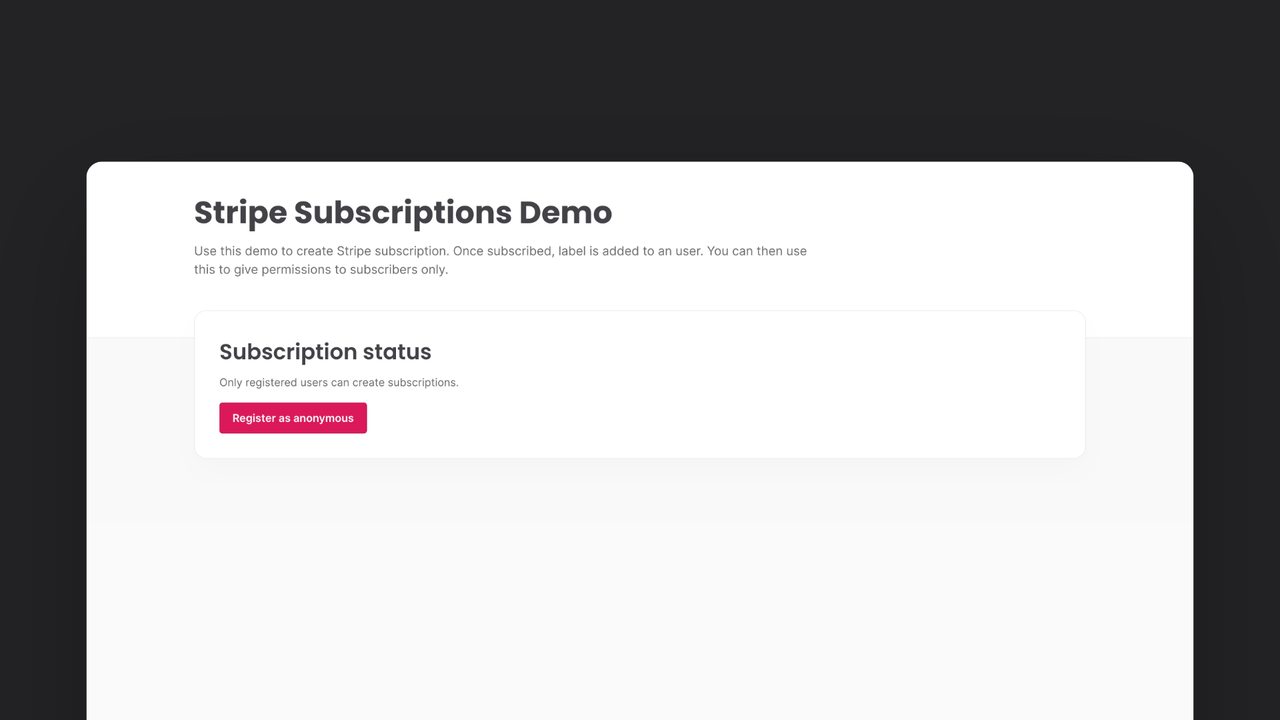 Stripe Subscriptions Demo
Use this demo to create Stripe subscription. Once subscribed, label is added to an user. You can then use
this to give permissions to subscribers only.
Subscription status
Only registered users can create subscriptions.
Register as anonymous